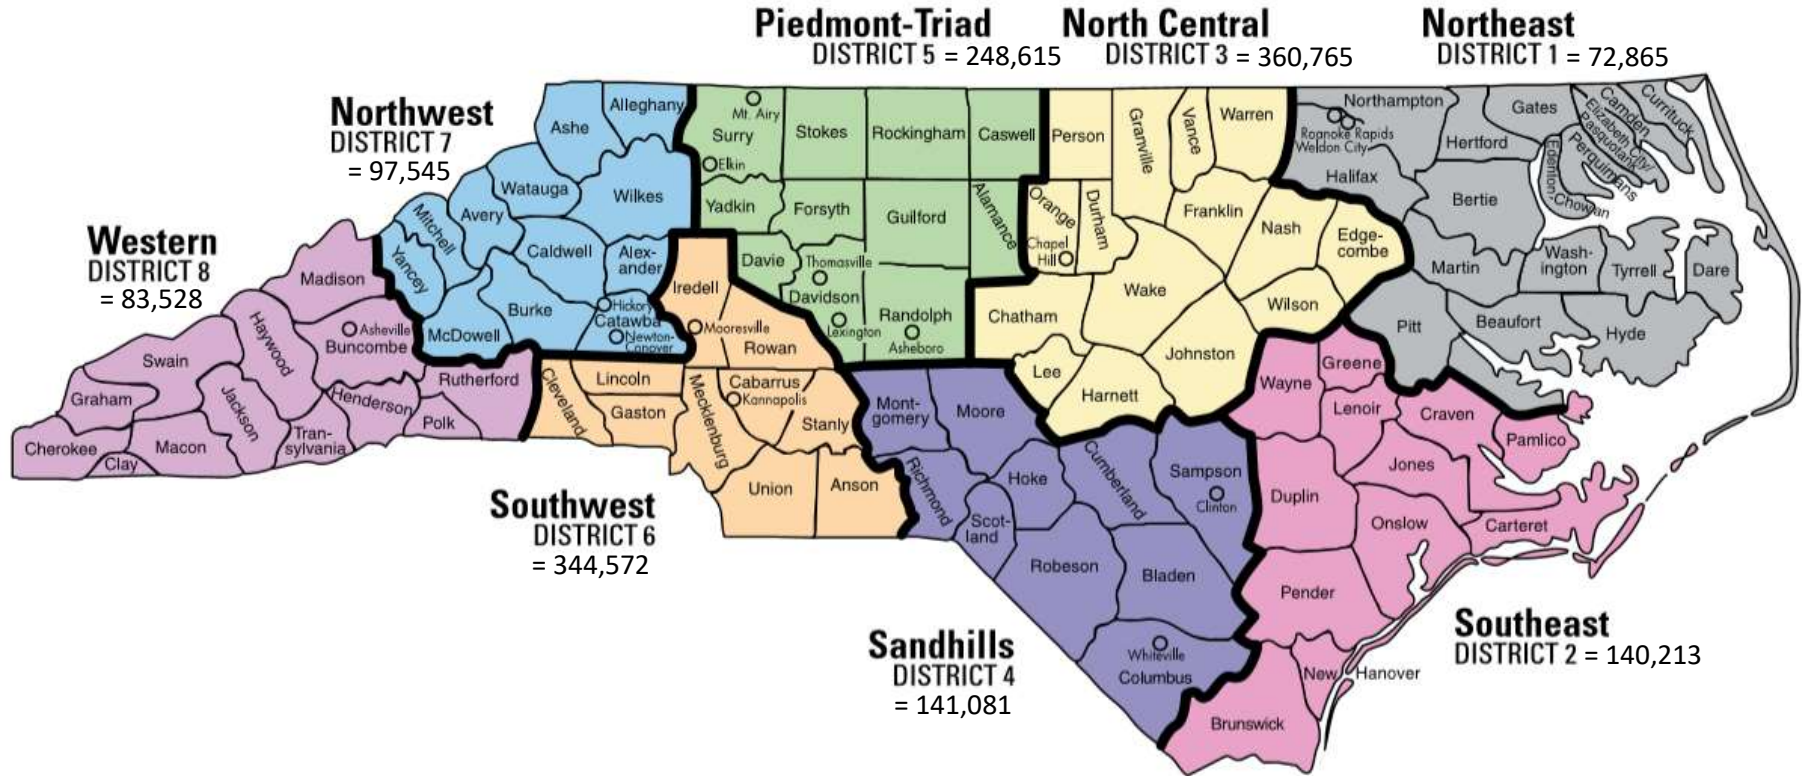 Piedmont-Triad
DISTRICT 5 = 248,615
North Central
DISTRICT 3 = 360,765
Northeast
DISTRICT 1 = 72,865
Northwest
DISTRICT 7
= 97,545
Western
DISTRICT 8
= 83,528
Southwest
DISTRICT 6
= 344,572
Sandhills
DISTRICT 4
= 141,081
Southeast
DISTRICT 2 = 140,213
Alleghany
Ashe
Watauga
Wilkes
Mitchell
Avery
Yancey
Caldwell
Alex-
ander
Burke
Hickory
Catawba
Newton-
Conover
McDowell
Madison
Haywood
Asheville
Buncombe
Swain
Graham
Jackson
Rutherford
Henderson
Polk
Cherokee
Clay
Macon
Tran-
sylvania
Mt. Airy
Surry
Elkin
Stokes
Rockingham
Caswell
Yadkin
Forsyth
Guilford
Alamance
Davie
Thomasville
Davidson
Lexington
Randolph
Asheboro
Iredell
Mooresville
Rowan
Cleveland
Lincoln
Gaston
Mecklenburg
Cabarrus
Kannapolis
Stanly
Union
Anson
Person
Granville
Vance
Warren
Orange
Durham
Chapel
Hill
Franklin
Nash
Edge-
combe
Wake
Wilson
Chatham
Lee
Harnett
Johnston
Northampton
Roanoke Rapids
Weldon City
Halifax
Hertford
Gates
Camden
Currituck
Elizabeth City/
Pasquotank
Perquimans
Edenton
Chowan
Bertie
Martin
Wash-
ington
Tyrrell
Dare
Pitt
Beaufort
Hyde
Mont-
gomery
Moore
Richmond
Hoke
Scot-
land
Cumberland
Sampson
Clinton
Robeson
Bladen
Whiteville
Columbus
Wayne
Greene
Lenoir
Craven
Pamlico
Jones
Duplin
Onslow
Carteret
Pender
New Hanover
Brunswick